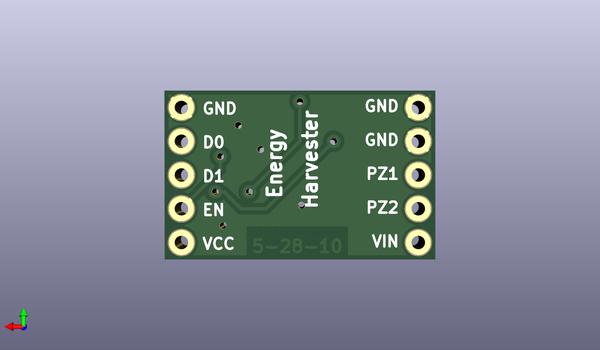 GND
D0
D1
EN
VCC
Energy
Harvester
GND
GND
PZ1
PZ2
VIN
5-28-10